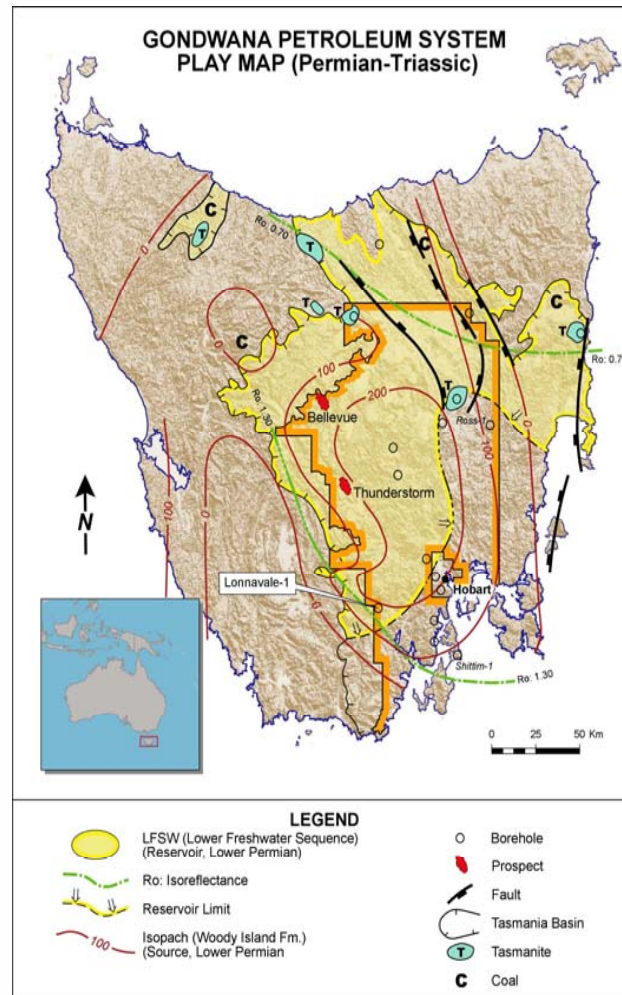 GONDWANA PETROLEUM SYSTEM
PLAY MAP (Permian-Triassic)
C
T
Ro: 0.70
T
C
0
0
C
T
T
T
C
0
100
Ro: 0.7
T
200
Ro: 1.30
Bellevue
Ross-1
100
0
100
0
Thunderstorm
N
Lonnavale-1
0
Hobart
Shittim-1
Ro: 1.30
0 50 Km
LEGEND
LFSW (Lower Freshwater Sequence)
(Reservoir, Lower Permian)
Ro: Isoreflectance
Reservoir Limit
100
Isopach (Woody Island Fm.)
(Source, Lower Permian)
Borehole
Prospect
Fault
Tasmania Basin
T
Tasmanite
C
Coal